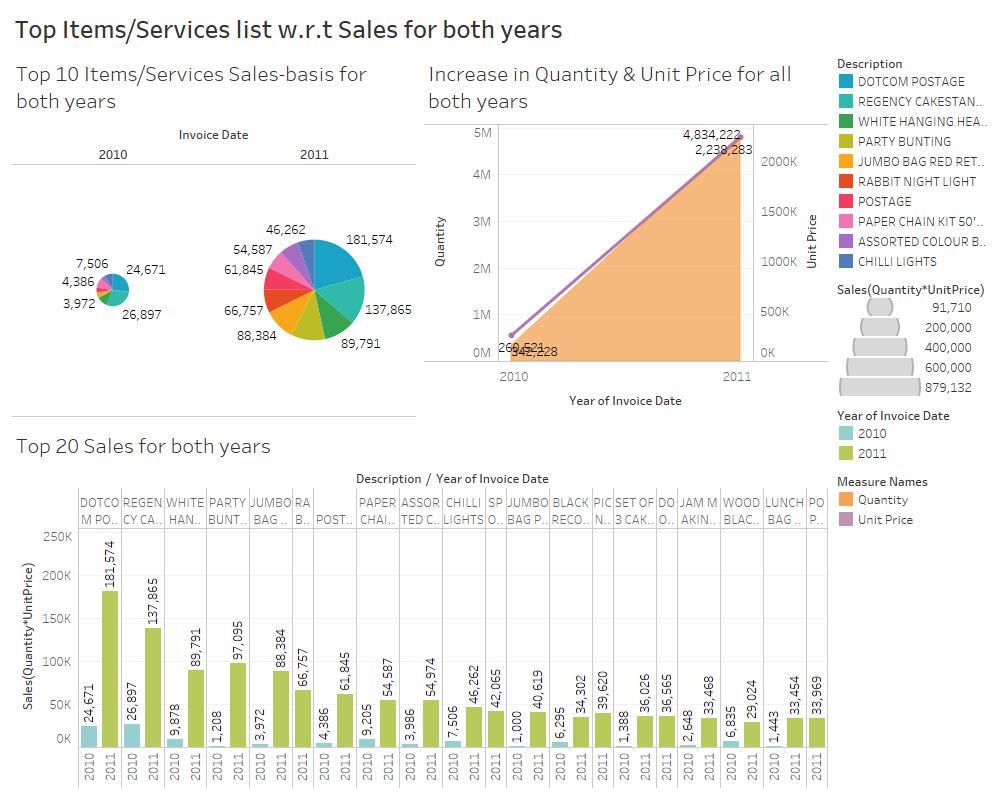 Top Items/Services list w.r.t Sales for both years
Top 10 Items/Services Sales-basis for
both years
Invoice Date
2010
2011
7,506
4,386
3,972
24,671
26,897
46,262
54,587
61,845
66,757
88,384
181,574
137,865
89,791
Increase in Quantity & Unit Price for all
both years
5M
4M
3M
2M
1M
0M
Quantity
4,834,222
2,238,283
260,521
342,228
2000K
1500K
1000K
500K
0K
Unit Price
2010
2011
Year of Invoice Date
Description
DOTCOM POSTAGE
REGENCY CAKESTAN..
WHITE HANGING HEA..
PARTY BUNTING
JUMBO BAG RED RET..
RABBIT NIGHT LIGHT
POSTAGE
PAPER CHAIN KIT 50'..
ASSORTED COLOUR B..
CHILLI LIGHTS
Sales(Quantity*UnitPrice)
91,710
200,000
400,000
600,000
879,132
Year of Invoice Date
2010
2011
Measure Names
Quantity
Unit Price
Top 20 Sales for both years
Description / Year of Invoice Date
DOTCO REGEN WHITE PARTY JUMBO RA PAPER ASSOR CHILLI SP JUMBO BLACK PIC SET OF DO JAM M WOOD LUNCH PO
M PO.. CY CA.. HAN.. BUNT.. BAG .. B.. POST.. CHAI.. TED C.. LIGHTS O.. BAG P.. RECO.. N.. 3 CAK.. O.. AKIN.. BLAC.. BAG .. P..
Sales(Quantity*UnitPrice)
250K
200K
150K
100K
50K
0K
24,671
181,574
26,897
137,865
9,878
89,791
1,208
97,095
3,972
88,384
66,757
4,386
61,845
9,205
54,587
3,986
54,974
7,506
46,262
42,065
1,000
40,619
6,295
34,302
39,620
1,388
36,026
36,565
2,648
33,468
6,835
29,024
1,443
33,454
33,969
2010 2011 2010 2011 2010 2011 2010 2011 2010 2011 2011 2010 2011 2010 2011 2010 2011 2010 2011 2011 2010 2011 2010 2011 2011 2010 2011 2011 2010 2011 2010 2011 2010 2011 2011